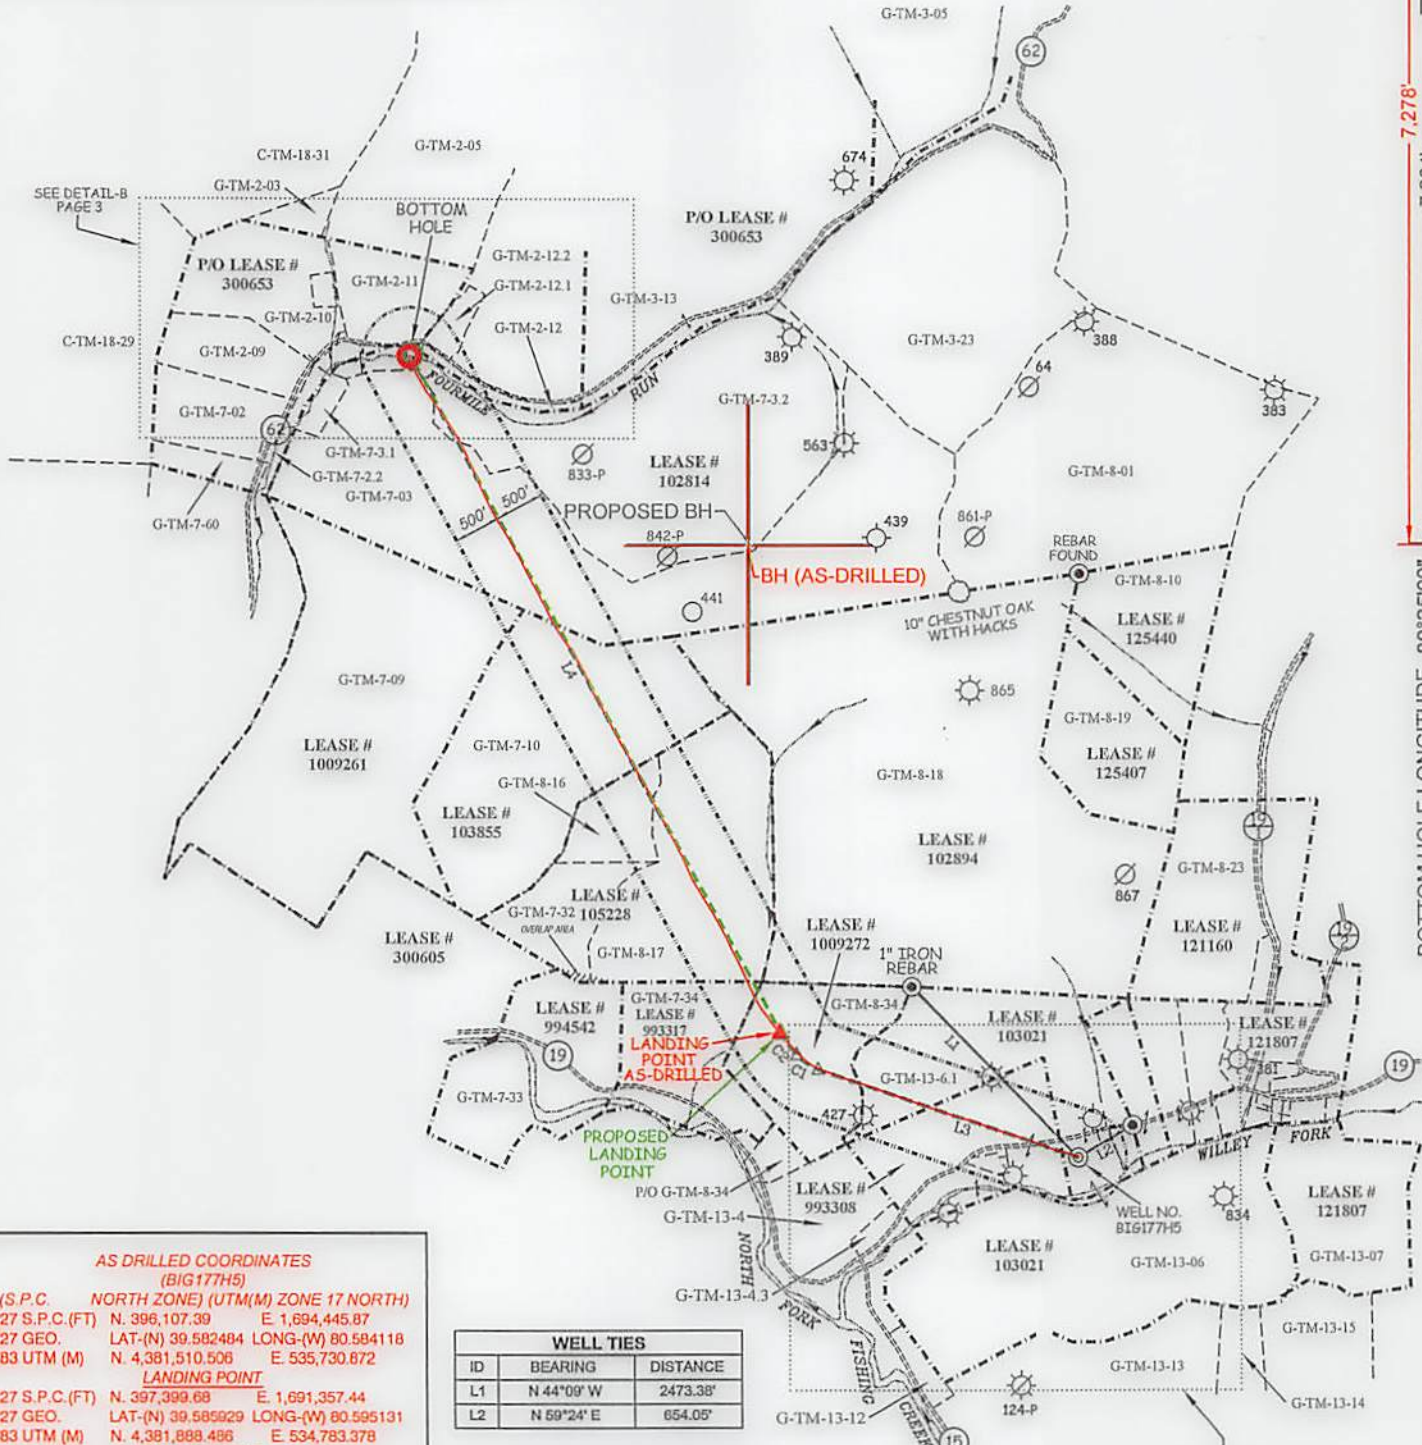 G-TM-3-05
62
7,278'
674
C-TM-18-31
G-TM-2-05
G-TM-2-03
SEE DETAIL-B
PAGE 3
BOTTOM
HOLE
P/O LEASE #
300653
P/O LEASE #
300653
G-TM-2-12.2
G-TM-2-11
G-TM-2-12.1
G-TM-3-13
G-TM-2-10
G-TM-2-12
C-TM-18-29
G-TM-2-09
389
G-TM-3-23
388
64
FOURMILE
RUN
383
G-TM-7-3.2
G-TM-7-02
62
563
G-TM-7-3.1
833-P
LEASE #
102814
G-TM-8-01
G-TM-7-2.2
G-TM-7-03
500'
500'
G-TM-7-60
PROPOSED BH
439
861-P
842-P
REBAR
FOUND
BH (AS-DRILLED)
G-TM-8-10
441
10" CHESTNUT OAK
WITH HACKS
LEASE #
125440
L4
G-TM-7-09
865
G-TM-8-19
LEASE #
1009261
G-TM-7-10
LEASE #
125407
G-TM-8-16
G-TM-8-18
LEASE #
103855
LEASE #
102894
19
G-TM-8-23
867
LEASE #
105228
G-TM-7-32
OVERLAP AREA
LEASE #
1009272
LEASE #
121160
19
2
LEASE #
300605
G-TM-8-17
1" IRON
REBAR
G-TM-7-34
G-TM-8-34
LEASE #
994542
LEASE #
993317
LEASE #
103021
LEASE #
121807
LANDING
POINT
AS-DRILLED
L1
19
C2
C1
381
19
G-TM-13-6.1
G-TM-7-33
427
L3
PROPOSED
LANDING
POINT
L2
WILLEY
FORK
P/O G-TM-8-34
LEASE #
993308
WELL NO.
BIG177H5
834
LEASE #
121807
G-TM-13-4
LEASE #
103021
G-TM-13-06
G-TM-13-07
NORTH
FORK
FISHING
CREEK
G-TM-13-4.3
G-TM-13-15
G-TM-13-13
G-TM-13-14
124-P
G-TM-13-12
15
BOTTOM HOLE LONGITUDE
AS DRILLED COORDINATES
(BIG177H5)
(S.P.C. NORTH ZONE) (UTM(M) ZONE 17 NORTH)
27 S.P.C.(FT) N. 396,107.39 E. 1,694,445.87
27 GEO. LAT-(N) 39.582484 LONG-(W) 80.584118
83 UTM (M) N. 4,381,510.506 E. 535,730.872
LANDING POINT
27 S.P.C.(FT) N. 397,399.68 E. 1,691,357.44
27 GEO. LAT-(N) 39.585929 LONG-(W) 80.595131
83 UTM (M) N. 4,381,888.486 E. 534,783.378
WELL TIES
ID BEARING DISTANCE
L1 N 44°09' W 2473.38'
L2 N 59°24' E 654.05'